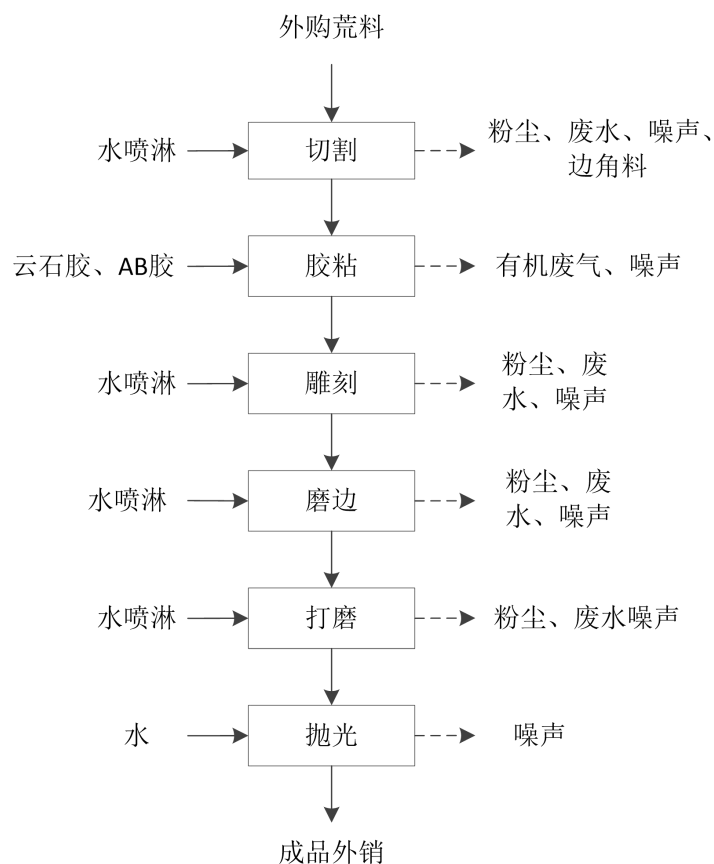 外购荒料
水喷淋
切割
粉尘、废水、噪声、
边角料
云石胶、AB胶
胶粘
有机废气、噪声
水喷淋
雕刻
粉尘、废
水、噪声
水喷淋
磨边
粉尘、废
水、噪声
水喷淋
打磨
粉尘、废水噪声
水
抛光
噪声
成品外销